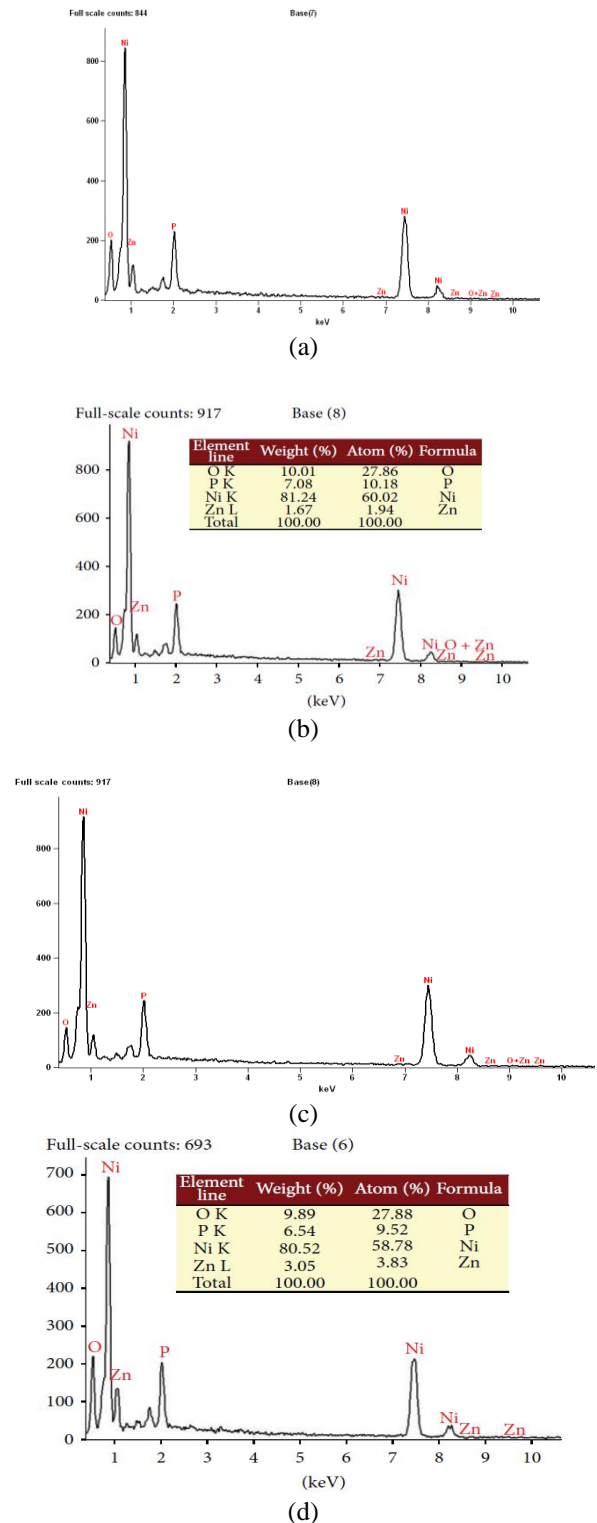 Full scale counts: 844 Base(7)
Ni
800
600
400
O
Zn
P
Ni
200
Ni
Zn Zn O+Zn Zn
0
1 2 3 4 5 6 7 8 9 10
keV
(a)
Full-scale counts: 917 Base (8)
Ni
Element line Weight (%) Atom (%) Formula
O K 10.01 27.86 O
P K 7.08 10.18 P
Ni K 81.24 60.02 Ni
Zn L 1.67 1.94 Zn
Total 100.00 100.00
800
600
400
Ni
Zn P
200 O
Ni O + Zn
Zn Zn Zn
0
1 2 3 4 5 6 7 8 9 10
(keV)
(b)
Full scale counts: 917 Base(8)
Ni
800
600
400
P Ni
Zn
200
O
Ni
Zn Zn O+Zn Zn
0
1 2 3 4 5 6 7 8 9 10
keV
(c)
Full-scale counts: 693 Base (6)
700 Ni
Element line Weight (%) Atom (%) Formula
O K 9.89 27.88 O
P K 6.54 9.52 P
Ni K 80.52 58.78 Ni
Zn L 3.05 3.83 Zn
Total 100.00 100.00
600
500
400
300
O P Ni
200
Zn
100
Ni
Zn Zn
0
1 2 3 4 5 6 7 8 9 10
(keV)
(d)